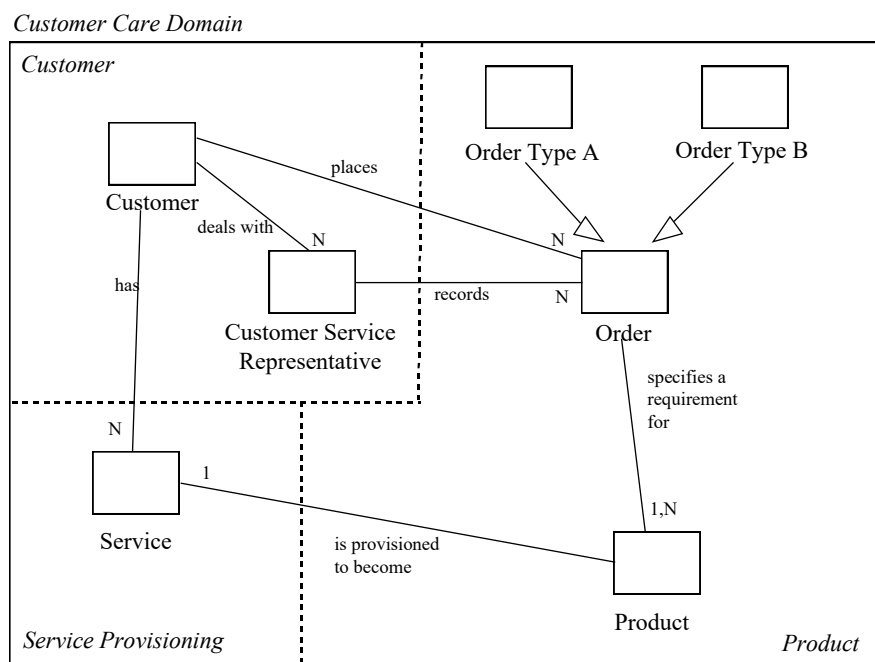 Customer Care Domain
Customer
Order Type A
Order Type B
places
Customer
deals with
N
N
has
records
N
Customer Service
Representative
Order
specifies a
requirement
for
N
1
1,N
Service
is provisioned
to become
Product
Service Provisioning
Product